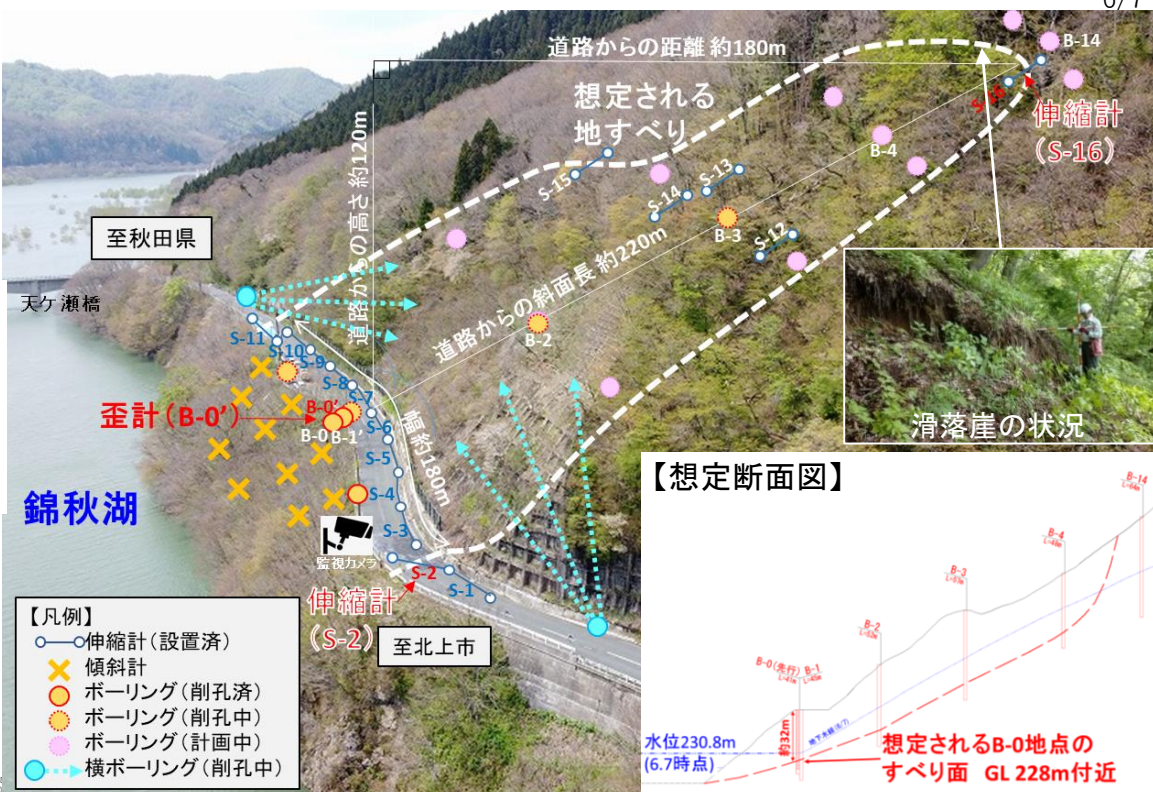 6/7
道路からの距離 約180m
B-14
想定される
地すべり
伸縮計
(S-16)
S-16
道路からの高さ 約120m
B-4
S-15
S-13
S-14
B-3
S-12
至秋田県
天ケ瀬橋
道路からの斜面長 約220m
B-2
S-11
S-10
S-9
S-8
S-7
歪計(B-0')
B-0'
B-0
B-1'
S-6
S-5
幅約180m
S-4
S-3
滑落崖の状況
錦秋湖
監視カメラ
S-2
S-1
伸縮計
(S-2)
至北上市
【凡例】
伸縮計(設置済)
傾斜計
ボーリング(削孔済)
ボーリング(削孔中)
ボーリング(計画中)
横ボーリング(削孔中)
【想定断面図】
B-14
L=64m
B-4
B-3
B-2
B-0(先行) B-1
約32m
地下水線(6/7)
水位230.8m
(6.7時点)
想定されるB-0地点の
すべり面 GL 228m付近